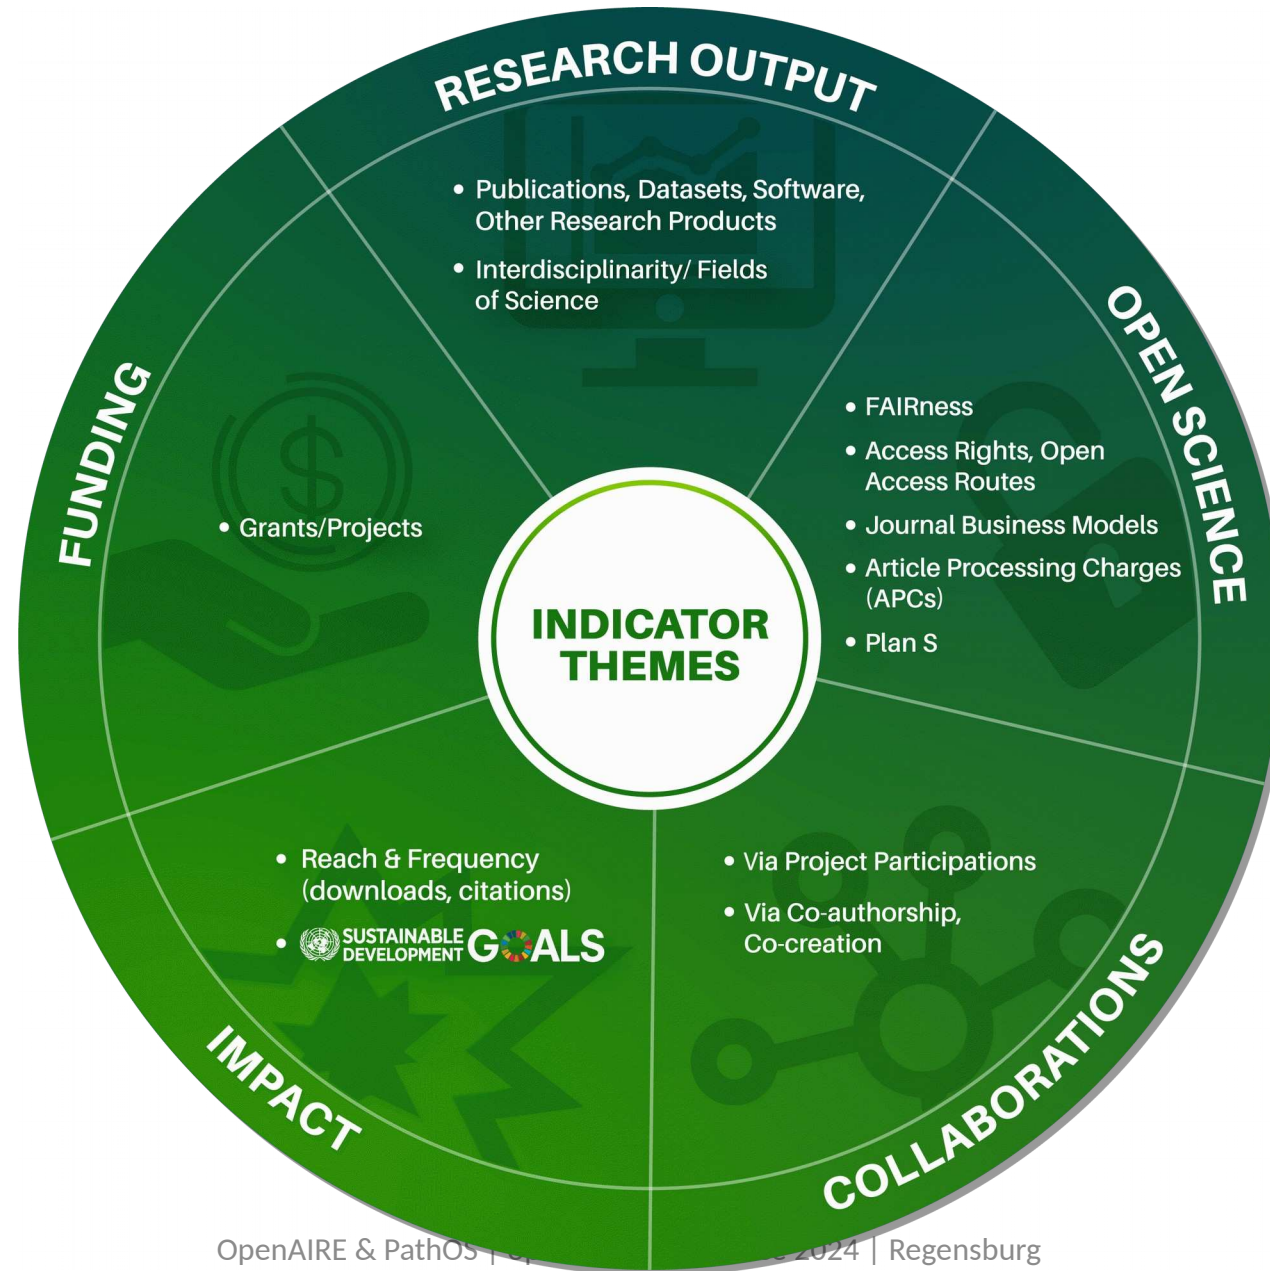 RESEARCH OUTPUT
• Publications, Datasets, Software,
Other Research Products
• Interdisciplinarity/ Fields
of Science
OPEN SCIENCE
• FAIRness
• Access Rights, Open
Access Routes
• Journal Business Models
• Article Processing Charges
(APCs)
• Plan S
FUNDING
• Grants/Projects
INDICATOR
THEMES
IMPACT
• Reach & Frequency
(downloads, citations)
• SUSTAINABLE
DEVELOPMENT GOALS
COLLABORATIONS
• Via Project Participations
• Via Co-authorship,
Co-creation
OpenAIRE & PathOS | 2024 | Regensburg